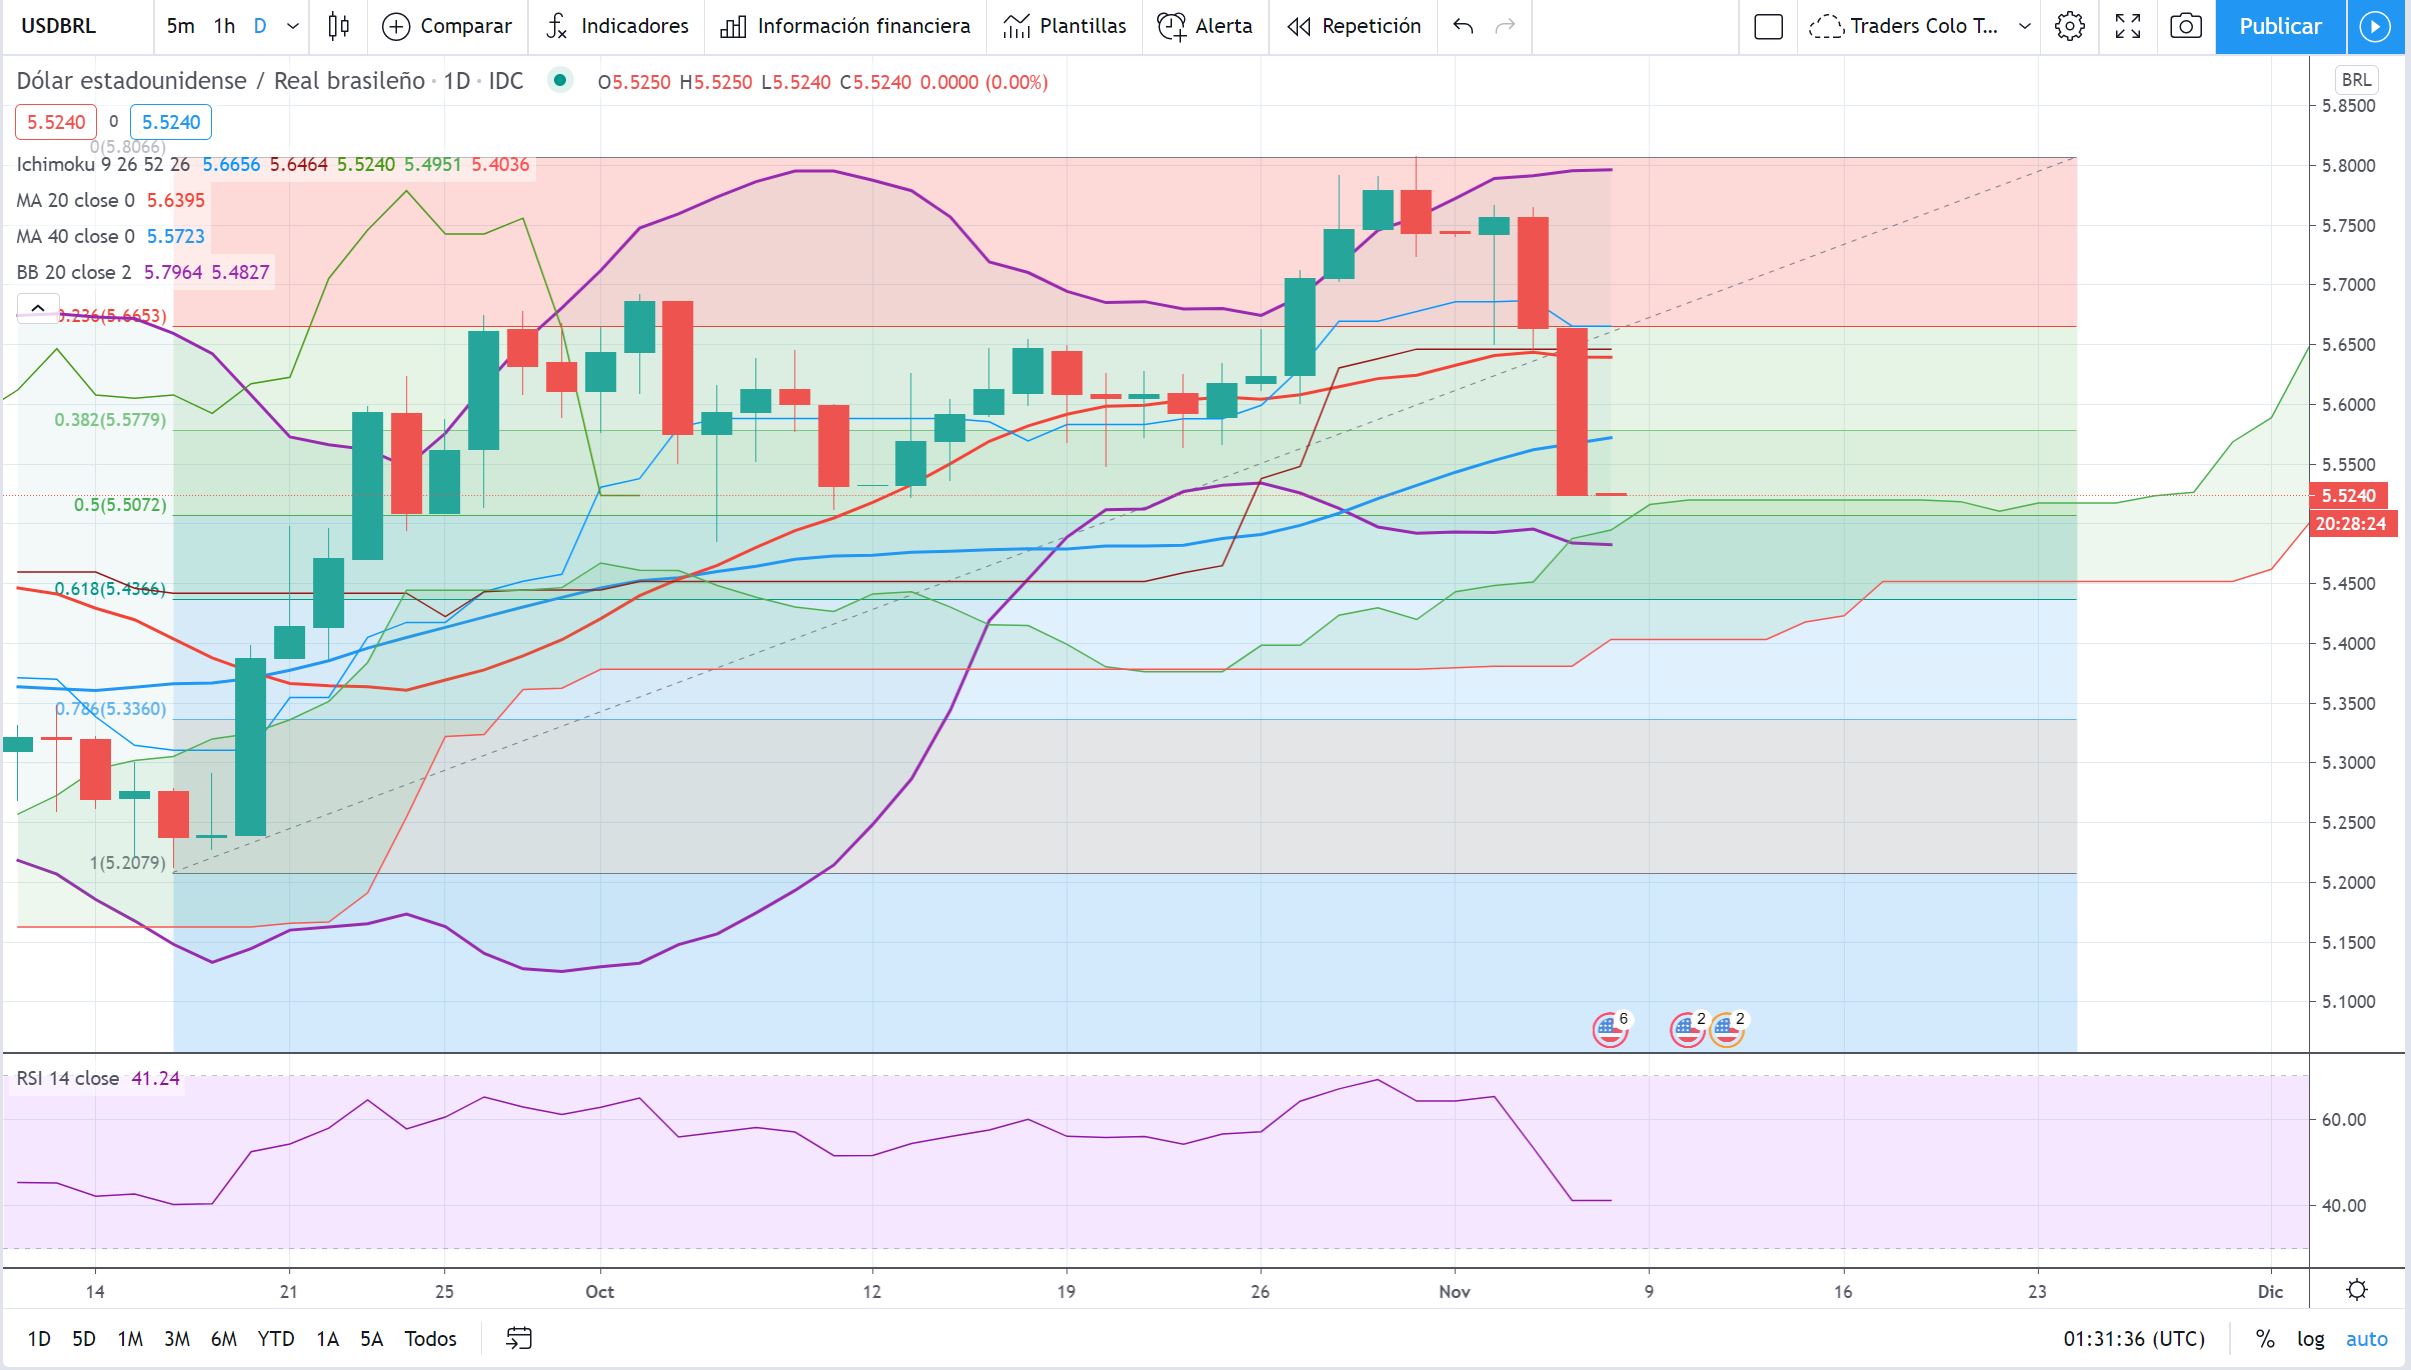 USDBRL 5m 1h D Comparar Indicadores Información financiera Plantillas Alerta Repetición Traders Colo T... Publicar
Dólar estadounidense / Real brasileño · 1D · IDC O5.5250 H5.5250 L5.5240 C5.5240 0.0000 (0.00%)
BRL
5.5240 0 5.5240
0(5.8066)
Ichimoku 9 26 52 26 5.6656 5.6464 5.5240 5.4951 5.4036
MA 20 close 0 5.6395
MA 40 close 0 5.5723
BB 20 close 2 5.7964 5.4827
0.236(5.6653)
0.382(5.5779)
0.5(5.5072)
0.618(5.4366)
0.786(5.3360)
1(5.2079)
5.8500
5.8000
5.7500
5.7000
5.6500
5.6000
5.5500
5.5240
20:28:24
5.4500
5.4000
5.3500
5.3000
5.2500
5.2000
5.1500
5.1000
6 2 2
RSI 14 close 41.24
60.00
40.00
14 21 25 Oct 12 19 26 Nov 9 16 23 Dic
1D 5D 1M 3M 6M YTD 1A 5A Todos 01:31:36 (UTC) % log auto